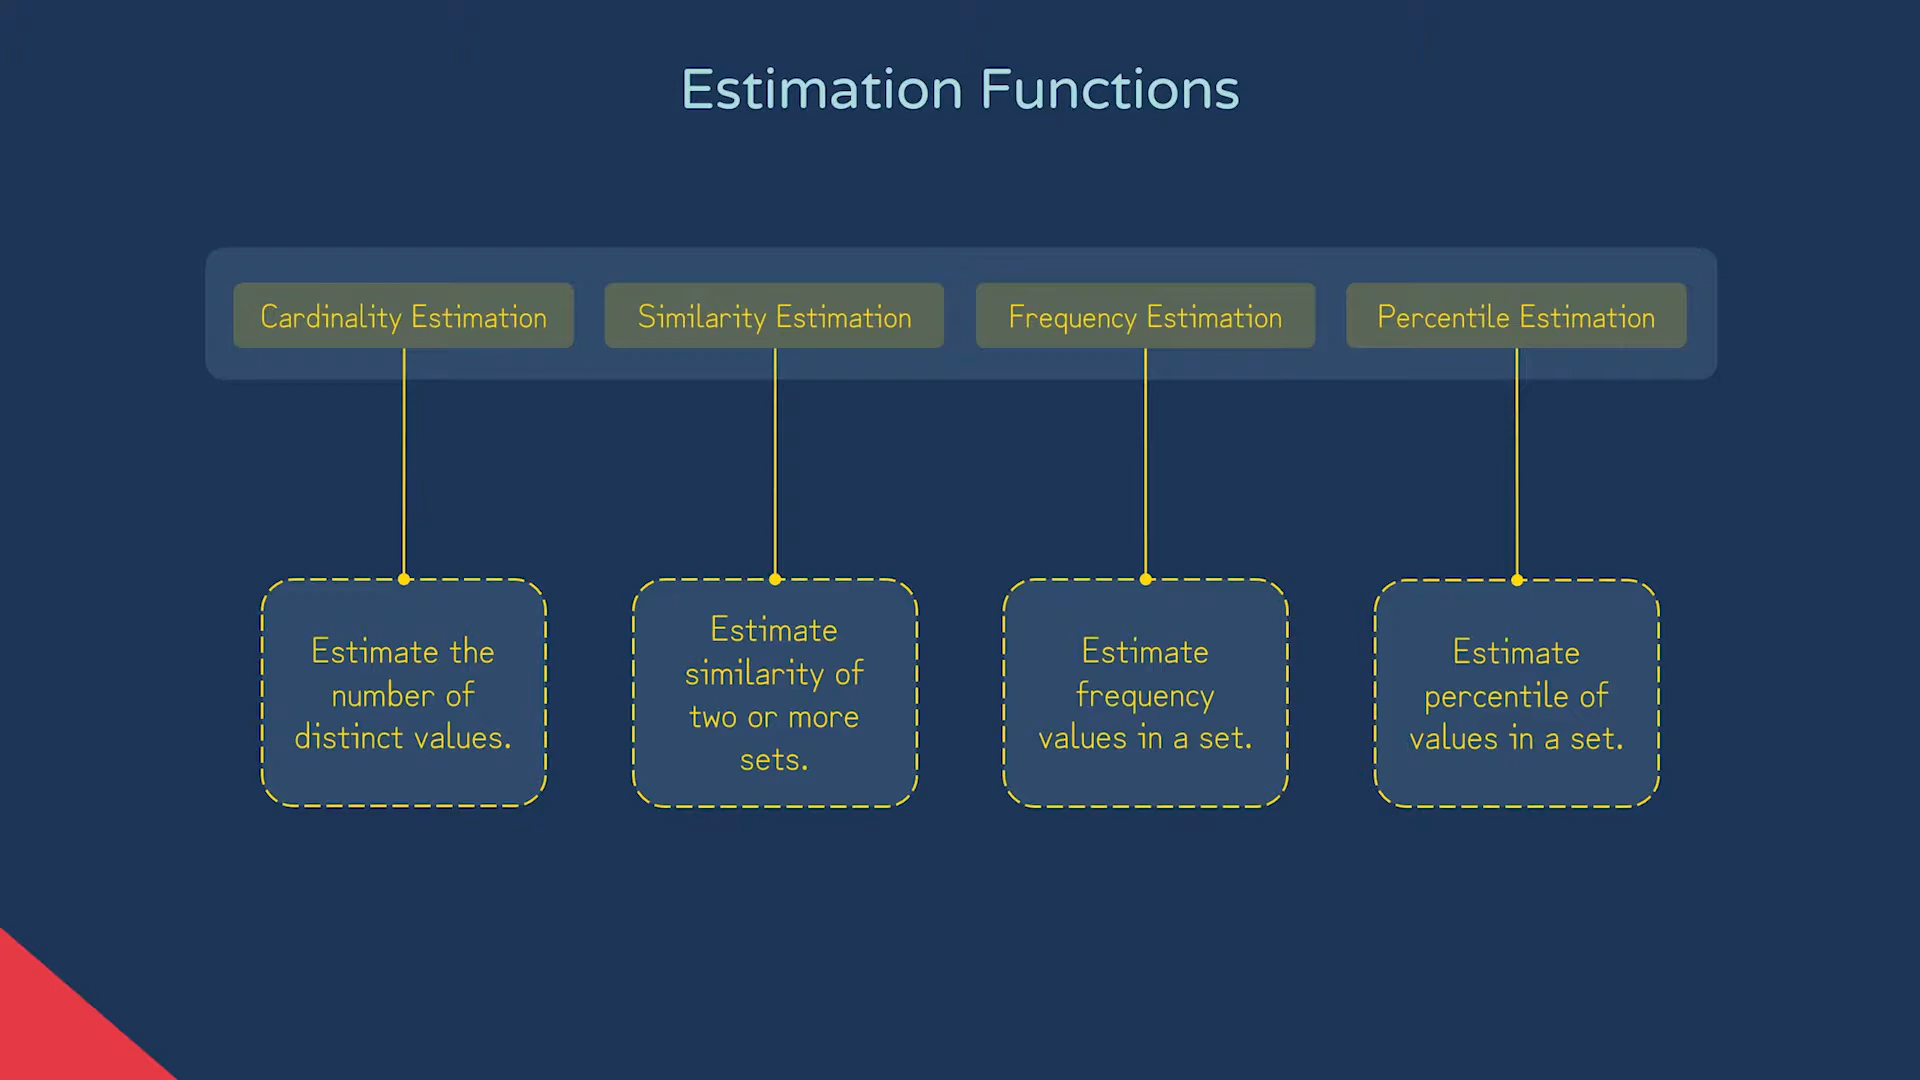 Estimation Functions
Cardinality Estimation
Similarity Estimation
Frequency Estimation
Percentile Estimation
Estimate the
number of
distinct values.
Estimate
similarity of
two or more
sets.
Estimate
frequency
values in a set.
Estimate
percentile of
values in a set.